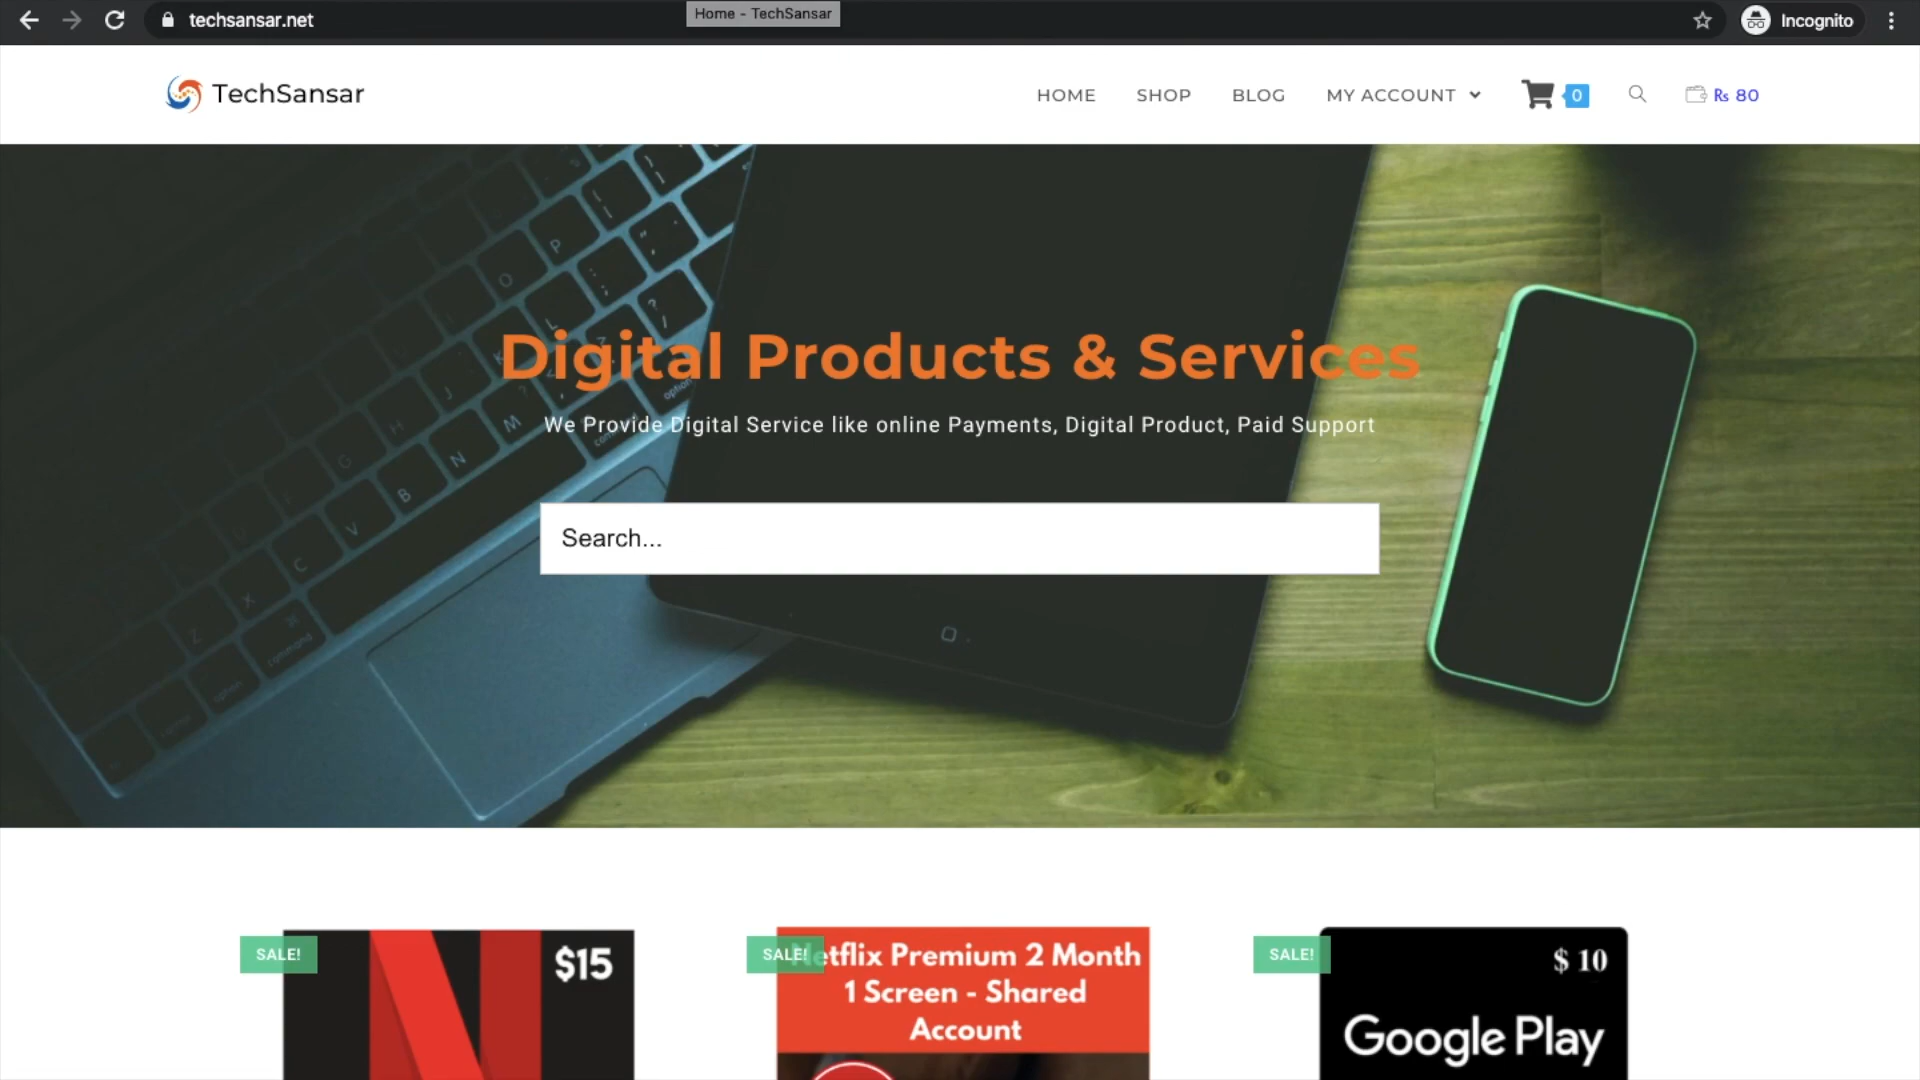 techsansar.net
Home - TechSansar
Incognito
TechSansar
HOME
SHOP
BLOG
MY ACCOUNT
0
₨ 80
Digital Products & Services
We Provide Digital Service like online Payments, Digital Product, Paid Support
Search...
SALE!
$15
SALE!
Netflix Premium 2 Month
1 Screen - Shared
Account
SALE!
$ 10
Google Play